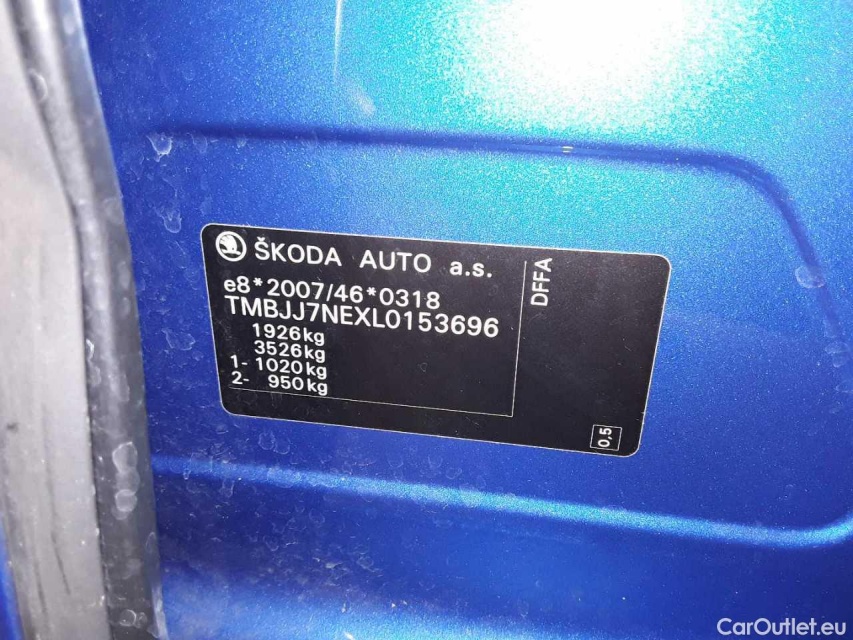 ŠKODA AUTO a.s.
e8*2007/46*0318
TMBJJ7NEXL0153696
1926kg
3526kg
1- 1020kg
2- 950kg
DFFA
0,5
CarOutlet.eu